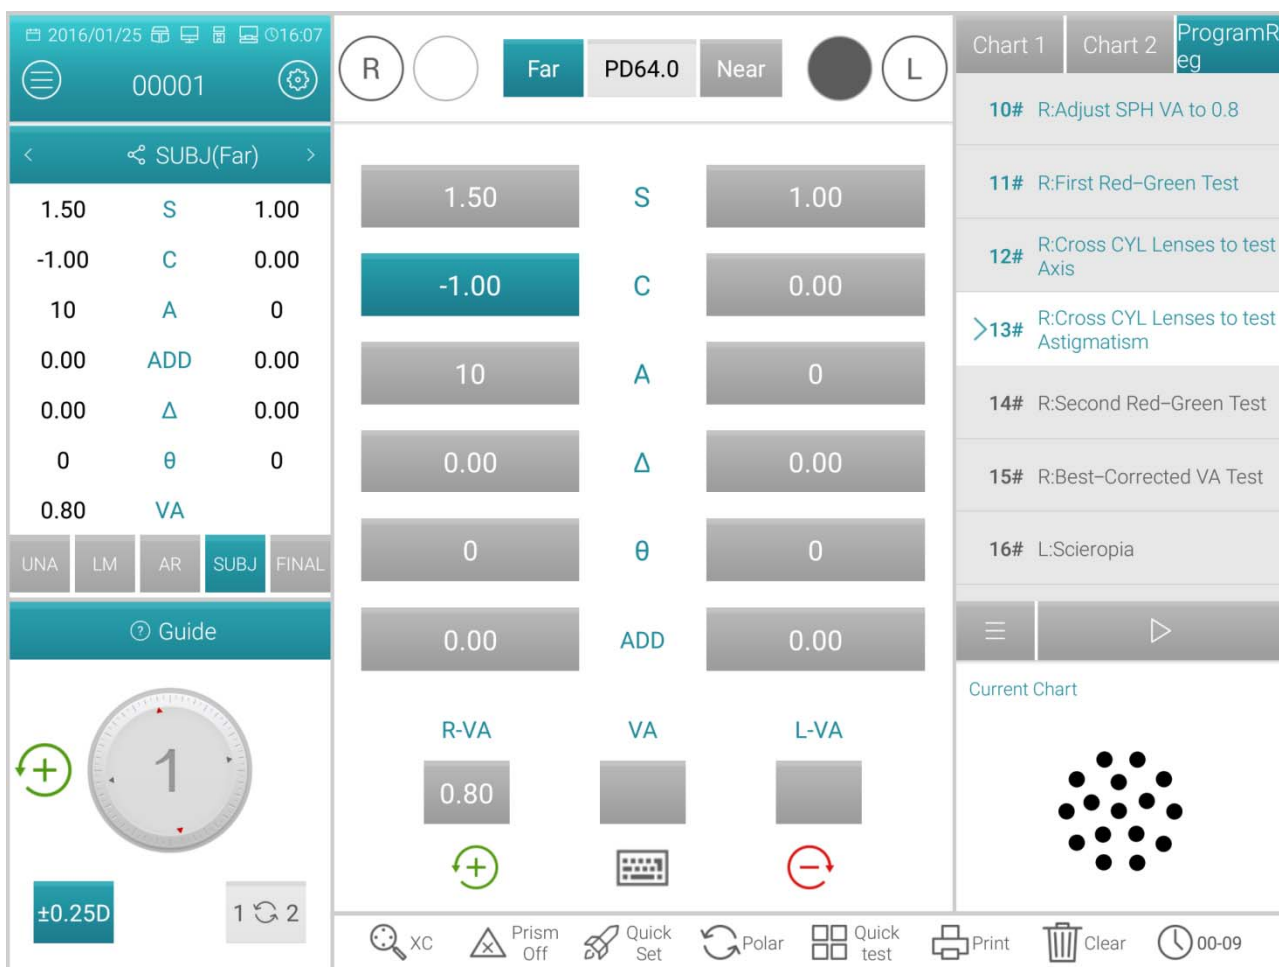 2016/01/25 16:07
00001
SUBJ(Far)
1.50 S 1.00
-1.00 C 0.00
10 A 0
0.00 ADD 0.00
0.00 Δ 0.00
0 θ 0
0.80 VA
UNA LM AR SUBJ FINAL
? Guide
1
±0.25D
1 2
R Far PD64.0 Near L
1.50 S 1.00
-1.00 C 0.00
10 A 0
0.00 Δ 0.00
0 θ 0
0.00 ADD 0.00
R-VA VA L-VA
0.80
XC
Prism
Off
Quick
Set
Polar
Quick
test
Print
Clear
00-09
Chart 1 Chart 2 ProgramR
eg
10# R:Adjust SPH VA to 0.8
11# R:First Red-Green Test
12# R:Cross CYL Lenses to test
Axis
13# R:Cross CYL Lenses to test
Astigmatism
14# R:Second Red-Green Test
15# R:Best-Corrected VA Test
16# L:Scieropia
Current Chart